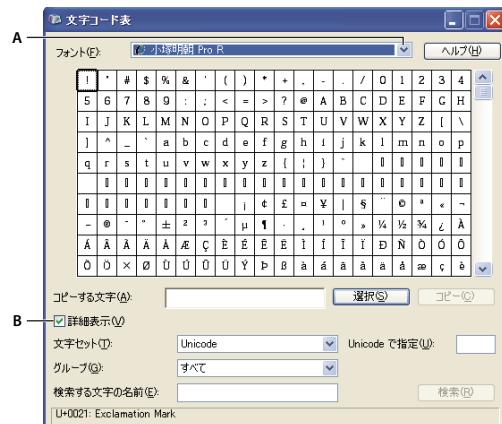 文字コード表
A
フォント(F): 小塚明朝 Pro R ヘルプ(H)
! " # $ % & ' ( ) * + , - . / 0 1 2 3 4
5 6 7 8 9 : ; < = > ? @ A B C D E F G H
I J K L M N O P Q R S T U V W X Y Z [ \
] ^ _ ` a b c d e f g h i j k l m n o p
q r s t u v w x y z { | } ~
¡ ¢ £ ¤ ¥ ¦ § ¨ © ª « ¬
- ® ¯ ° ± ² ³ ´ µ ¶ · ¸ ¹ º » ¼ ½ ¾ ¿ À
Á Â Ã Ä Å Æ Ç È É Ê Ë Ì Í Î Ï Ð Ñ Ò Ó Ô
Õ Ö × Ø Ù Ú Û Ü Ý Þ ß à á â ã ä å æ ç è
コピーする文字(A): 選択(S) コピー(C)
B
詳細表示(V)
文字セット(T): Unicode Unicode で指定(U):
グループ(G): すべて
検索する文字の名前(E): 検索(R)
U+0021: Exclamation Mark